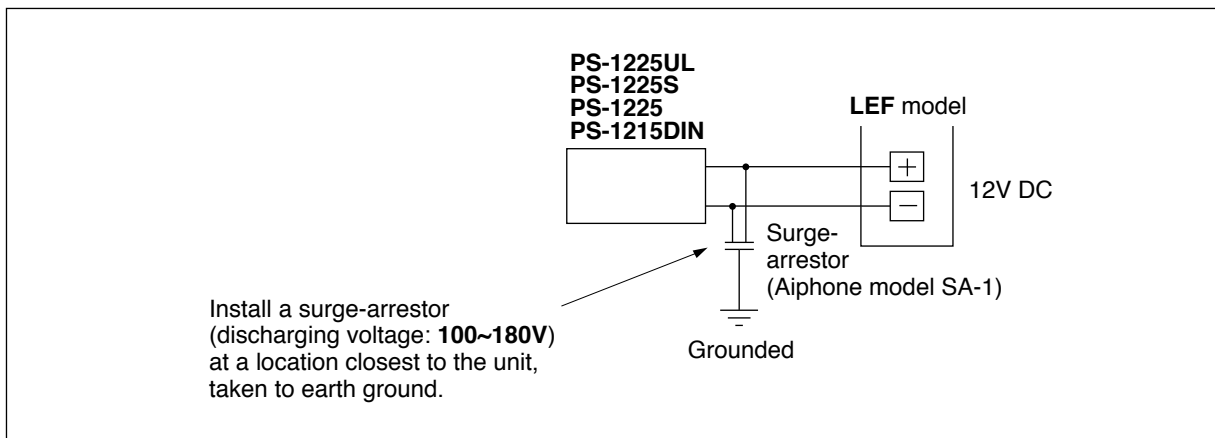 PS-1225UL
PS-1225S
PS-1225
PS-1215DIN
LEF model
+
12V DC
−
Surge-
arrestor
(Aiphone model SA-1)
Install a surge-arrestor
(discharging voltage: 100~180V)
at a location closest to the unit,
taken to earth ground.
Grounded